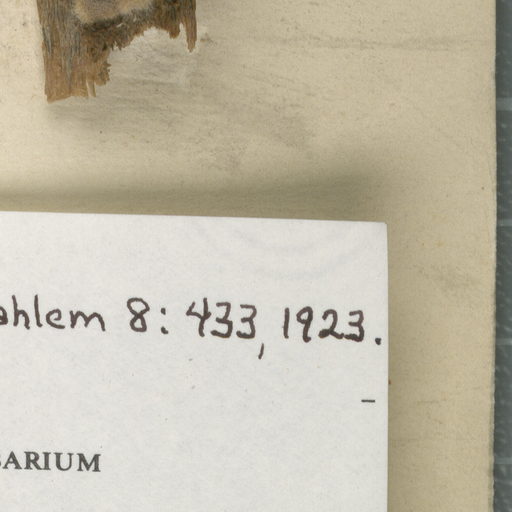 ahlem 8: 433, 1923.
–
ARIUM